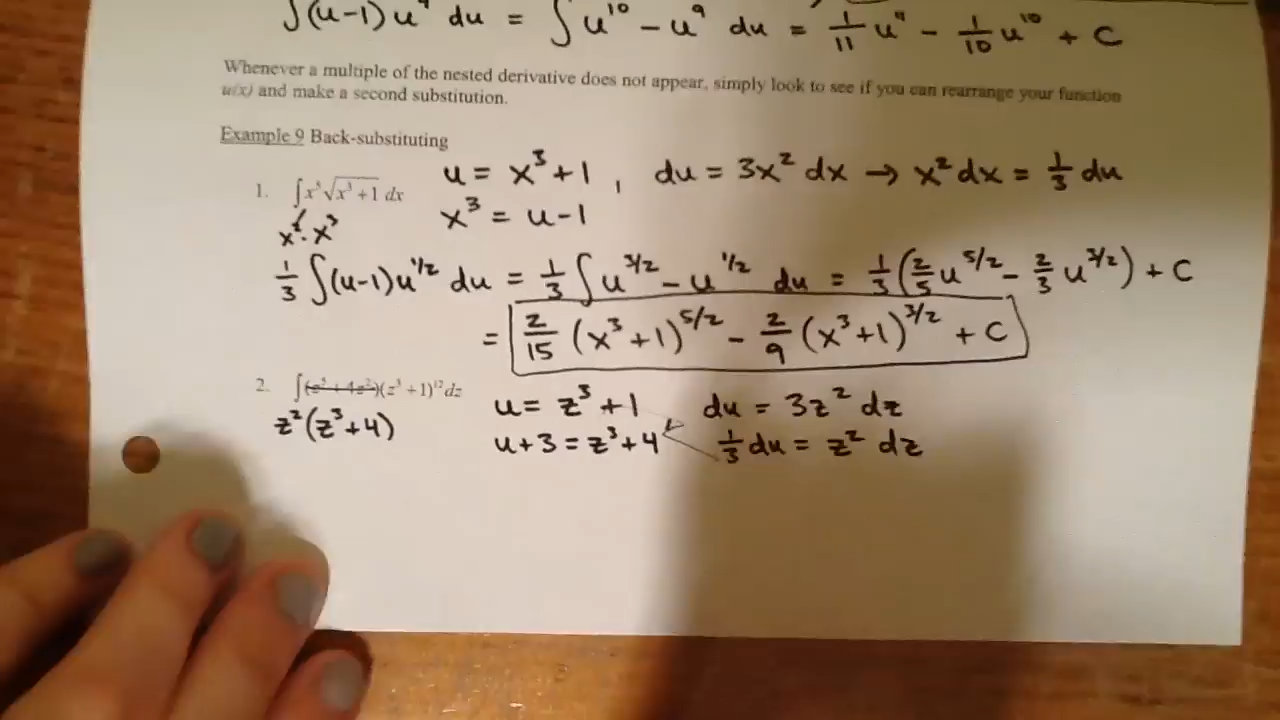 ∫(u-1)u⁹ du = ∫u¹⁰ - u⁹ du = 1/11 u⁹ - 1/10 u¹⁰ + C
Whenever a multiple of the nested derivative does not appear, simply look to see if you can rearrange your function
u(x) and make a second substitution.
Example 9 Back-substituting
u = x³+1, du = 3x² dx → x² dx = 1/3 du
1. ∫x⁵√(x³+1) dx
x³ = u-1
x²·x³
1/3 ∫(u-1)u^(1/2) du = 1/3 ∫u^(3/2) - u^(1/2) du = 1/3(2/5 u^(5/2) - 2/3 u^(3/2)) + C
= 2/15 (x³+1)^(5/2) - 2/9 (x³+1)^(3/2) + C
2. ∫(z⁵ + 4z²)(z³ + 1)¹² dz
u = z³+1 du = 3z² dz
z²(z³+4)
u+3 = z³+4 1/3 du = z² dz